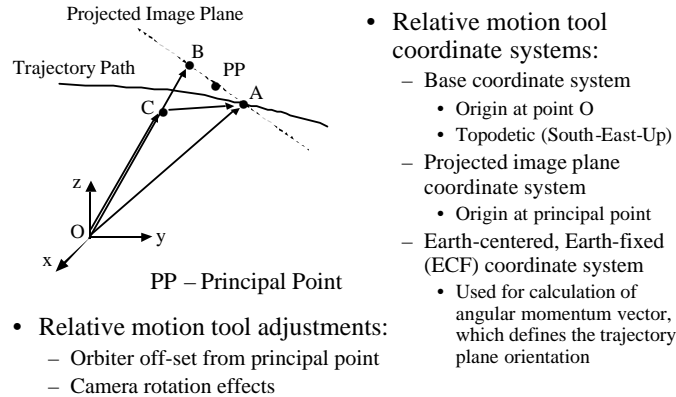 Projected Image Plane
B
PP
Trajectory Path
C
A
z
O
y
x
PP – Principal Point
• Relative motion tool adjustments:
– Orbiter off-set from principal point
– Camera rotation effects
• Relative motion tool
coordinate systems:
– Base coordinate system
• Origin at point O
• Topodetic (South-East-Up)
– Projected image plane
coordinate system
• Origin at principal point
– Earth-centered, Earth-fixed
(ECF) coordinate system
• Used for calculation of
angular momentum vector,
which defines the trajectory
plane orientation